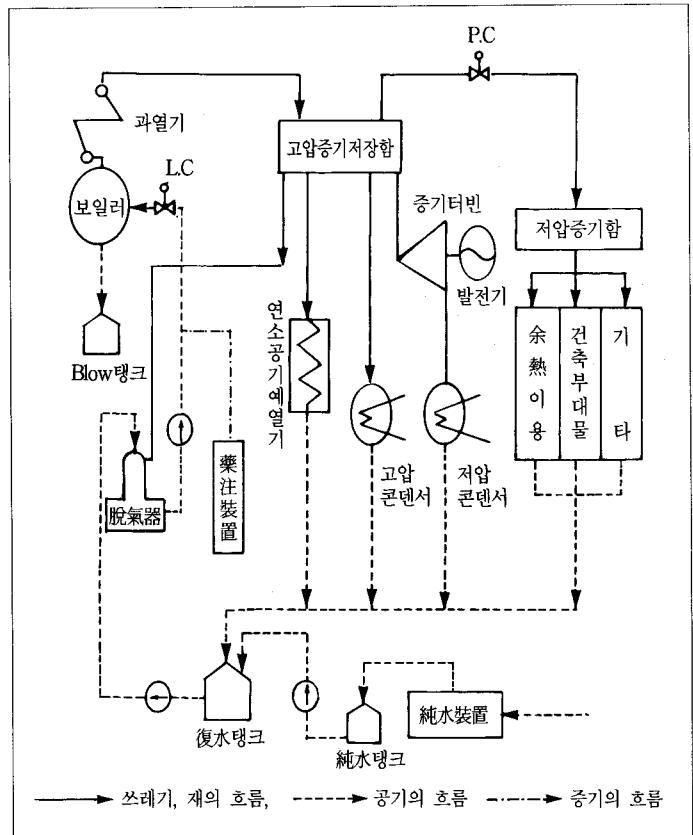 P.C
과열기
고압증기저장함
L.C
보일러
증기터빈
저압증기함
발전기
연소공기예열기
余熱이용
건축부대물
기타
Blow탱크
고압
콘덴서
저압
콘덴서
藥注裝置
脫氣器
復水탱크
純水탱크
純水裝置
쓰레기, 재의 흐름,
공기의 흐름
증기의 흐름